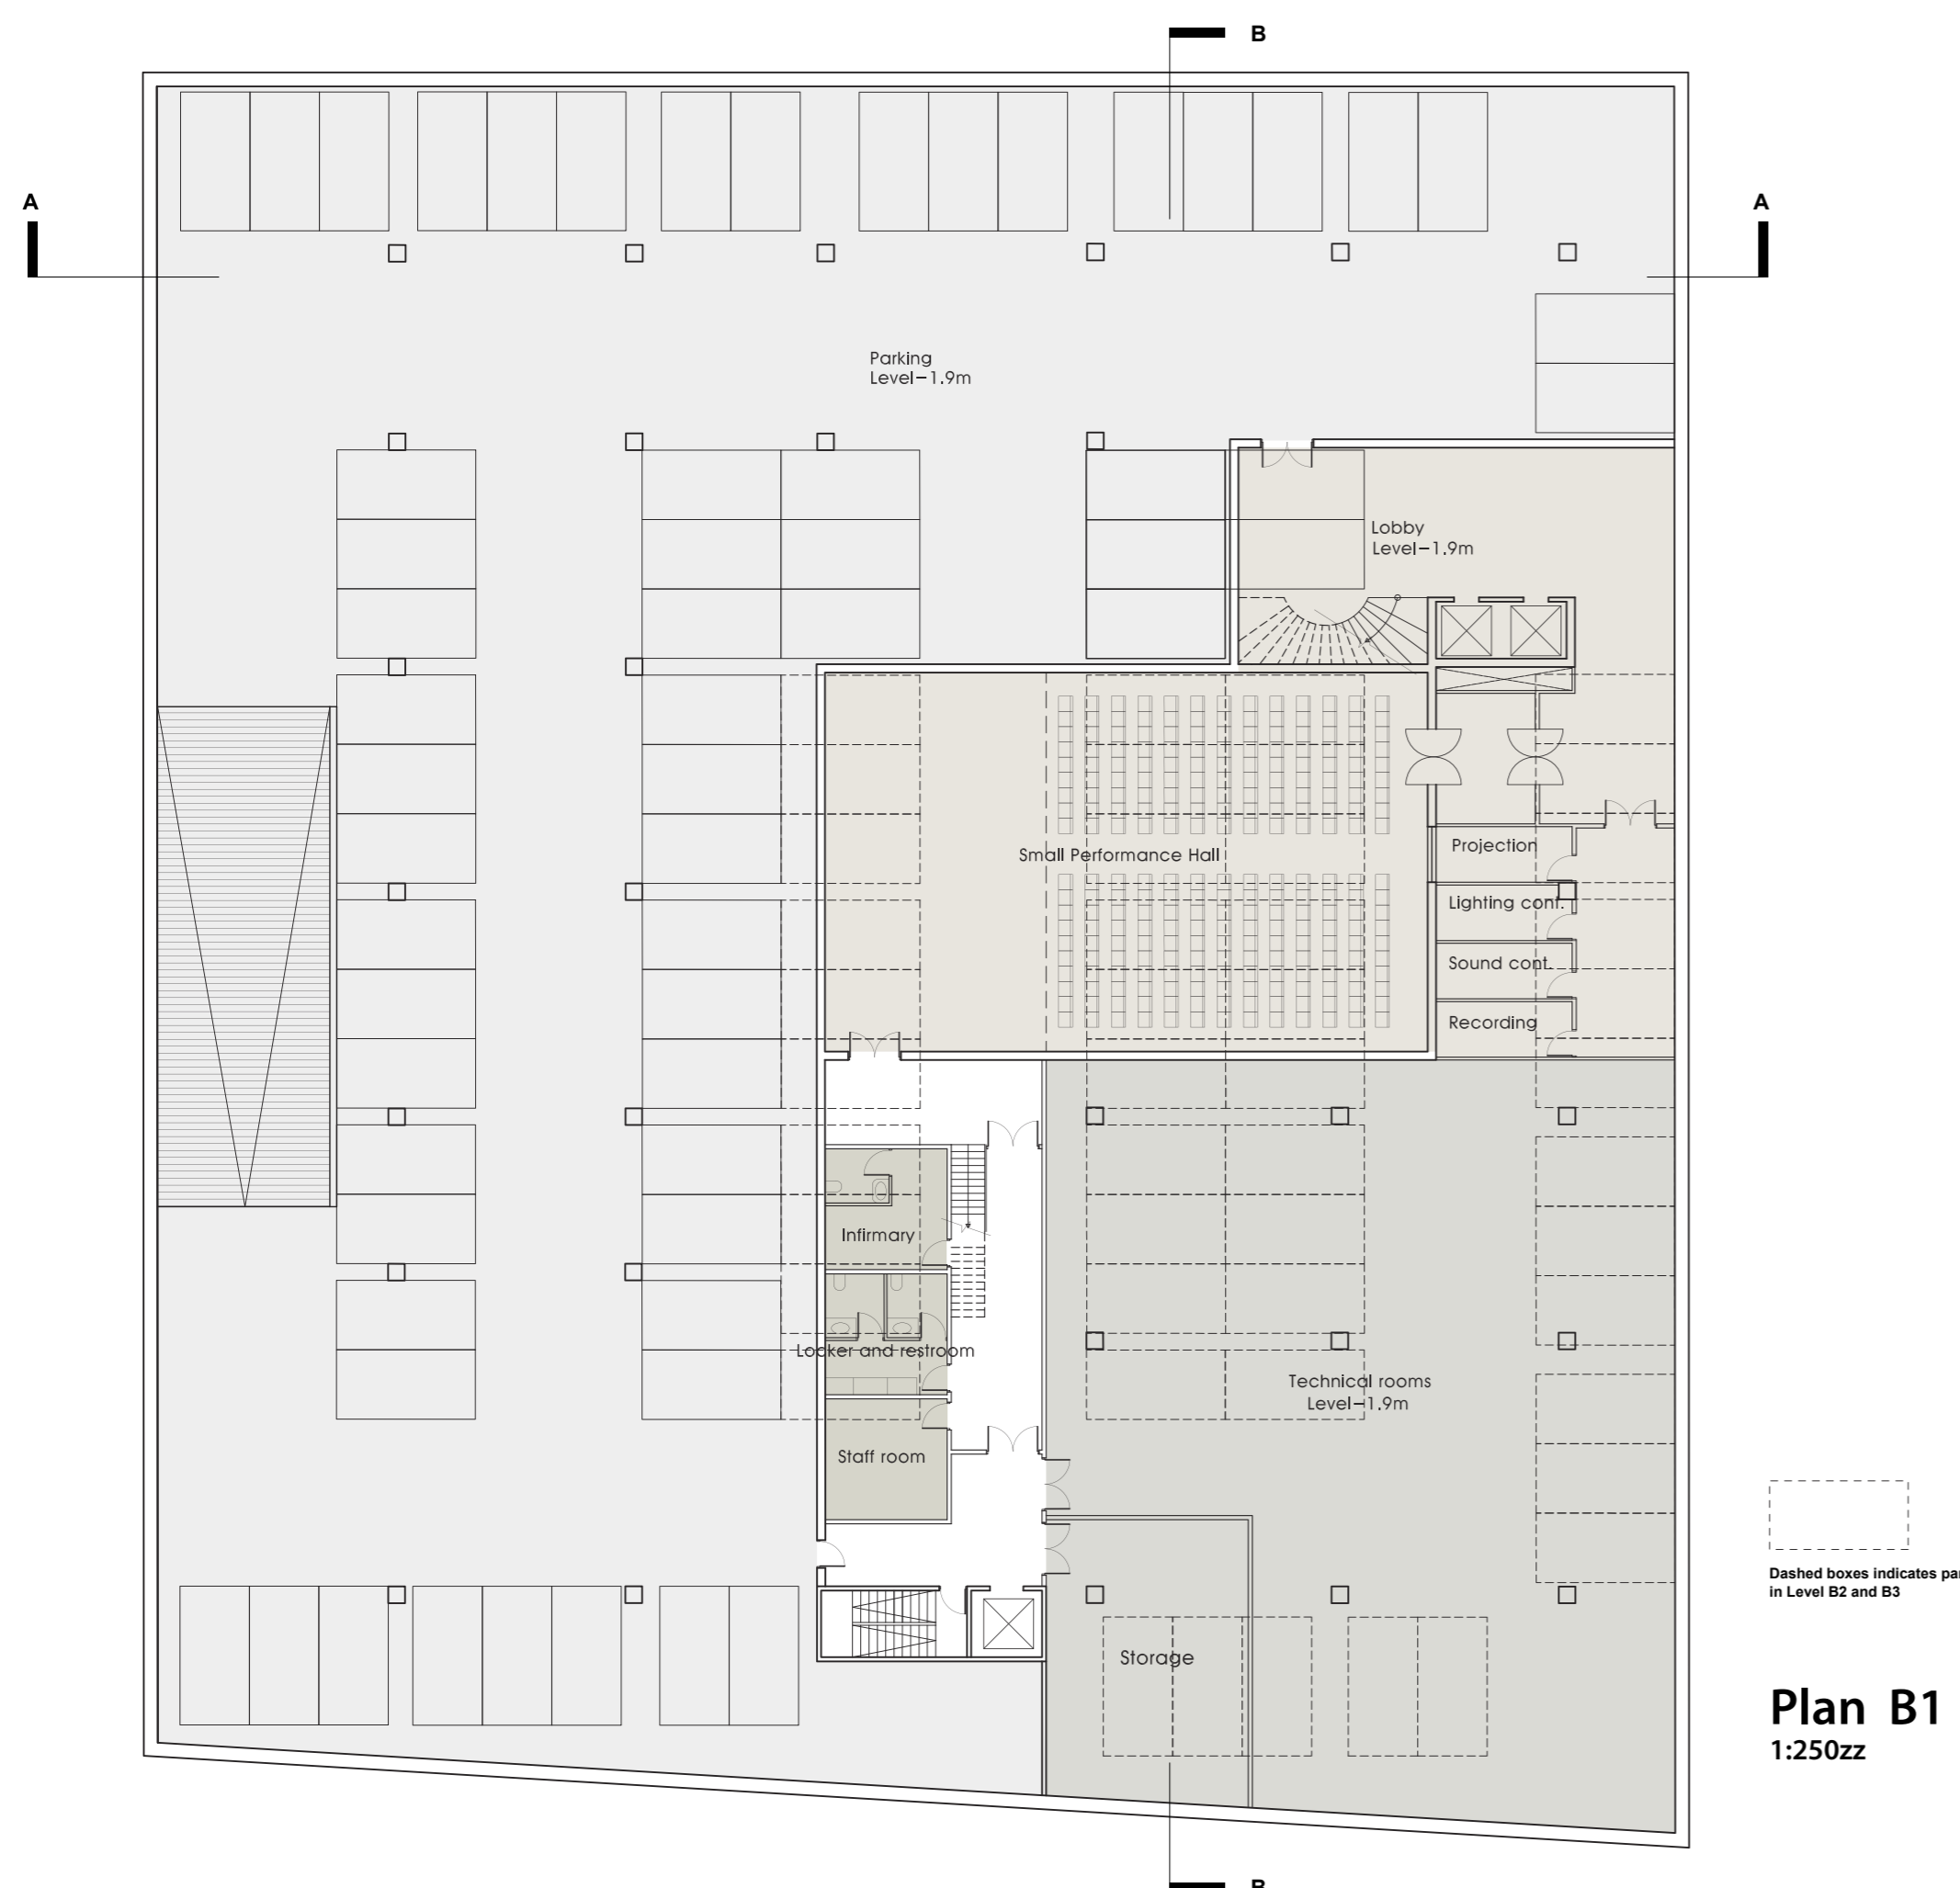 B
A
A
Parking
Level-1.9m
Lobby
Level-1.9m
Small Performance Hall
Projection
Lighting cont.
Sound cont.
Recording
Infirmary
Locker and restroom
Technical rooms
Level-1.9m
Staff room
Dashed boxes indicates
in Level B2 and B3
Storage
Plan B1
1:250zz
B